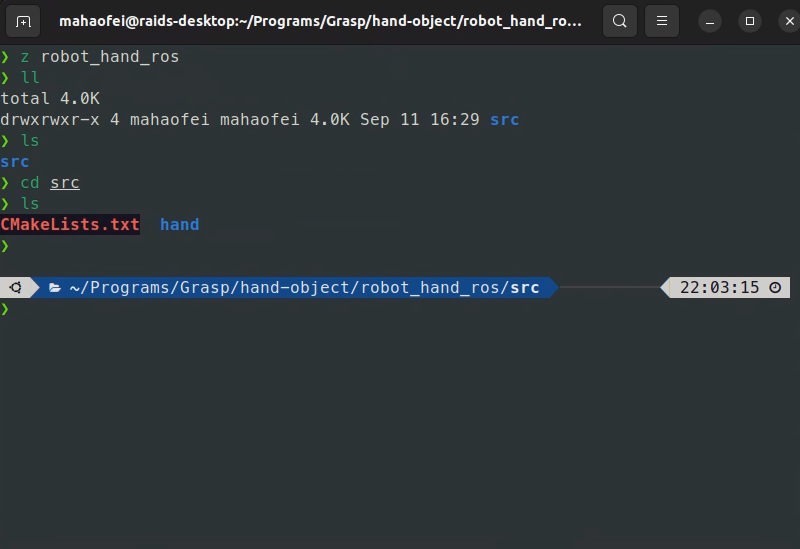 mahaofei@raids-desktop:~/Programs/Grasp/hand-object/robot_hand_ro...
❯ z robot_hand_ros
❯ ll
total 4.0K
drwxrwxr-x 4 mahaofei mahaofei 4.0K Sep 11 16:29 src
❯ ls
src
❯ cd src
❯ ls
CMakeLists.txt hand
❯
~/Programs/Grasp/hand-object/robot_hand_ros/src 22:03:15
❯